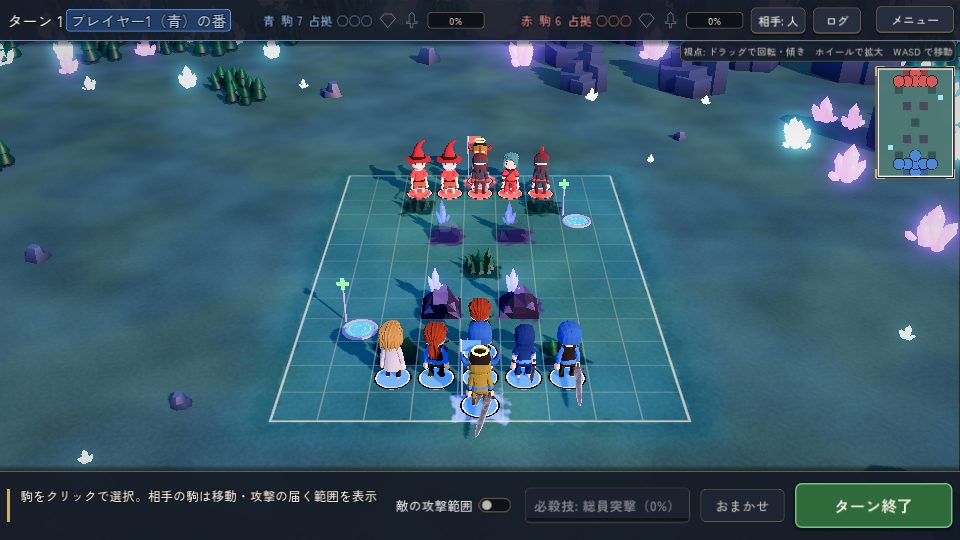 ターン 1 プレイヤー1（青）の番 青 駒 7 占拠 0% 赤 駒 6 占拠 0% 相手: 人 ログ メニュー
視点: ドラッグで回転・傾き ホイールで拡大 WASD で移動
駒をクリックで選択。相手の駒は移動・攻撃の届く範囲を表示
敵の攻撃範囲 必殺技: 総員突撃（0%） おまかせ ターン終了